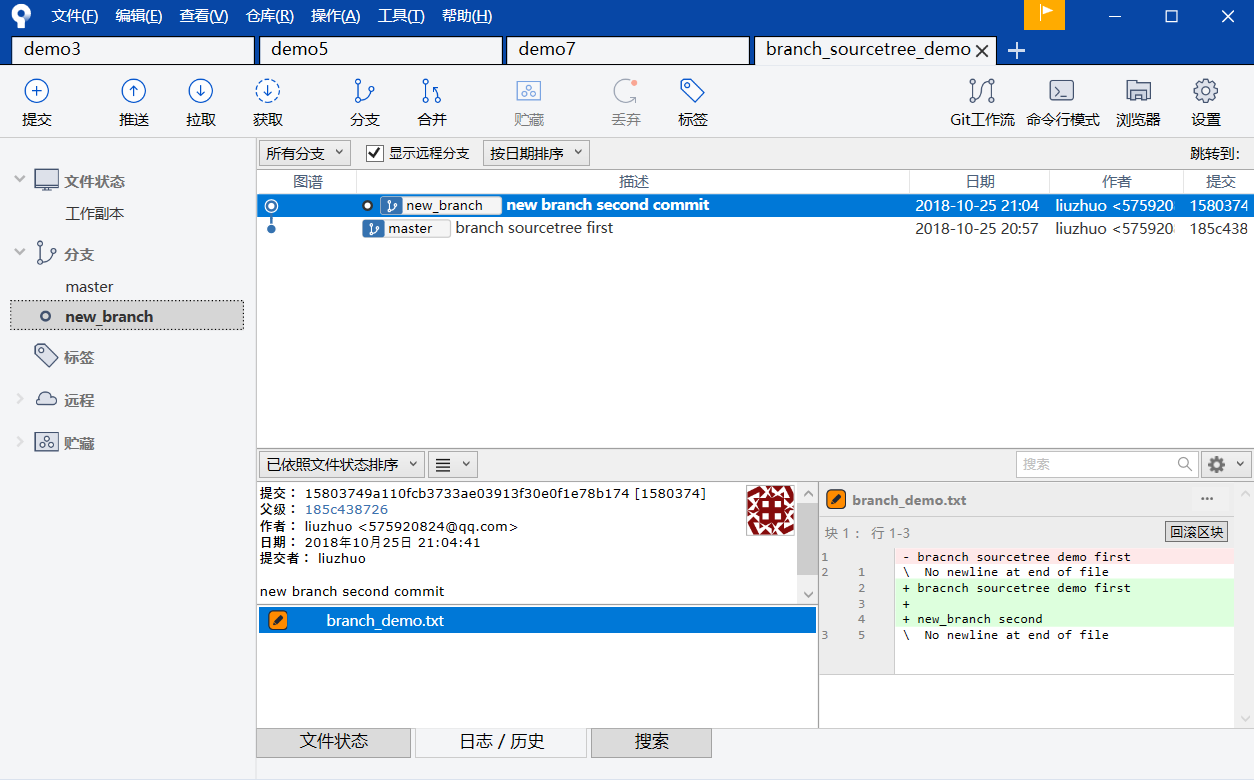 文件(F) 编辑(E) 查看(V) 仓库(R) 操作(A) 工具(T) 帮助(H)
demo3 demo5 demo7 branch_sourcetree_demo
提交 推送 拉取 获取 分支 合并 贮藏 丢弃 标签 Git工作流 命令行模式 浏览器 设置
所有分支 显示远程分支 按日期排序 跳转到:
图谱 描述 日期 作者 提交
new_branch new branch second commit 2018-10-25 21:04 liuzhuo <575920 1580374
master branch sourcetree first 2018-10-25 20:57 liuzhuo <575920 185c438
文件状态
工作副本
分支
master
new_branch
标签
远程
贮藏
已依照文件状态排序 搜索
提交: 15803749a110fcb3733ae03913f30e0f1e78b174 [1580374]
父级: 185c438726
作者: liuzhuo <575920824@qq.com>
日期: 2018年10月25日 21:04:41
提交者: liuzhuo
new branch second commit
branch_demo.txt
branch_demo.txt ···
块 1: 行 1-3 回滚区块
1 - bracnch sourcetree demo first
2 1 \ No newline at end of file
2 + bracnch sourcetree demo first
3 +
4 + new_branch second
3 5 \ No newline at end of file
文件状态 日志 / 历史 搜索